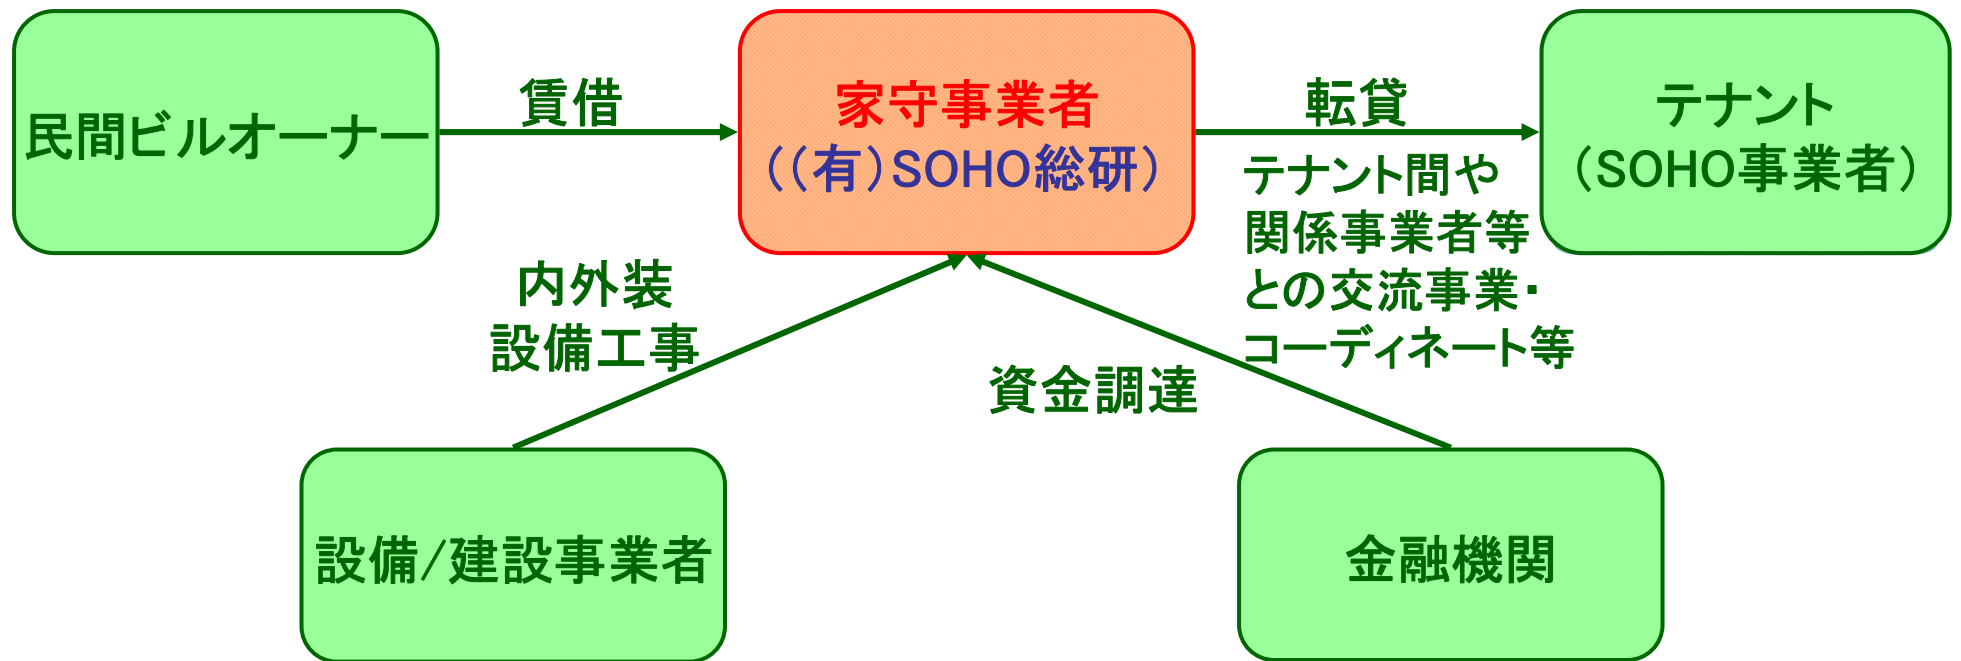 民間ビルオーナー
賃借
家守事業者
((有)SOHO総研)
転貸
テナント間や
関係事業者等
との交流事業・
コーディネート等
テナント
(SOHO事業者)
内外装
設備工事
資金調達
設備/建設事業者
金融機関